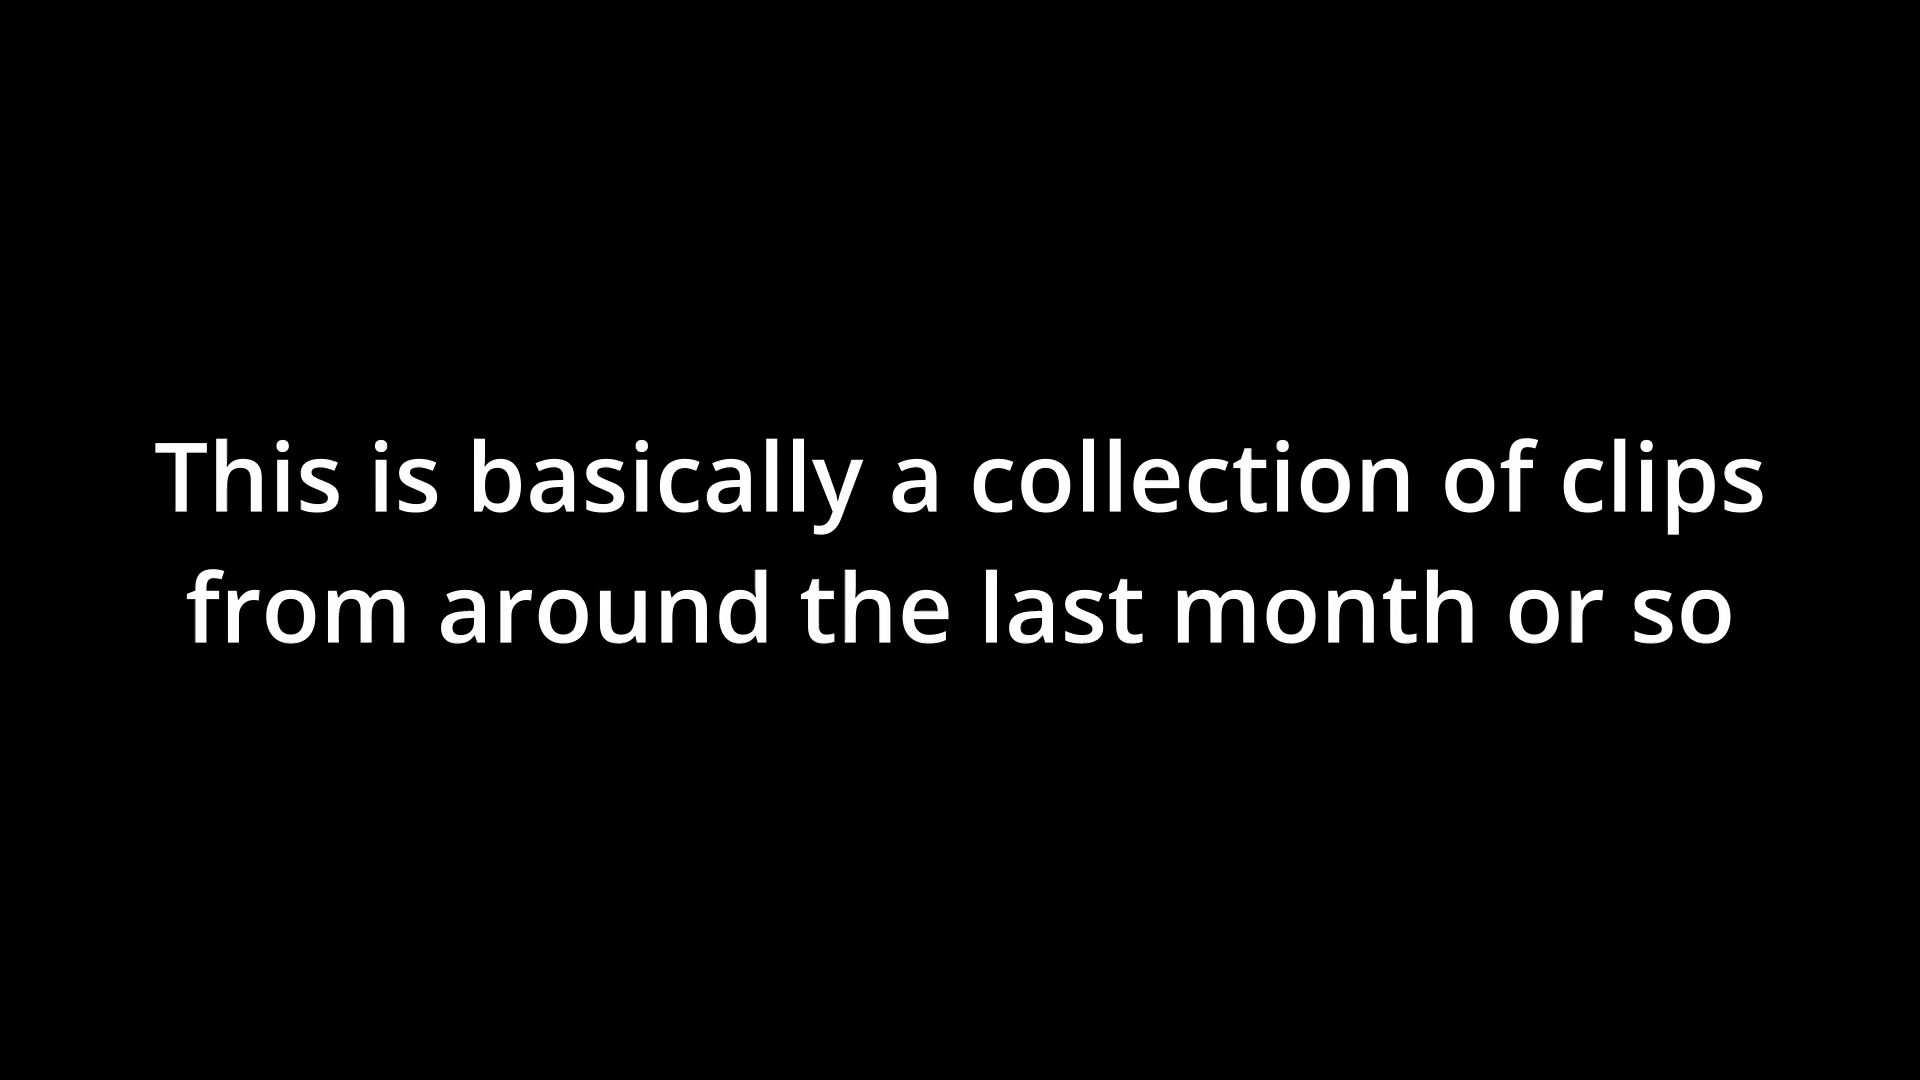 This is basically a collection of clips
from around the last month or so